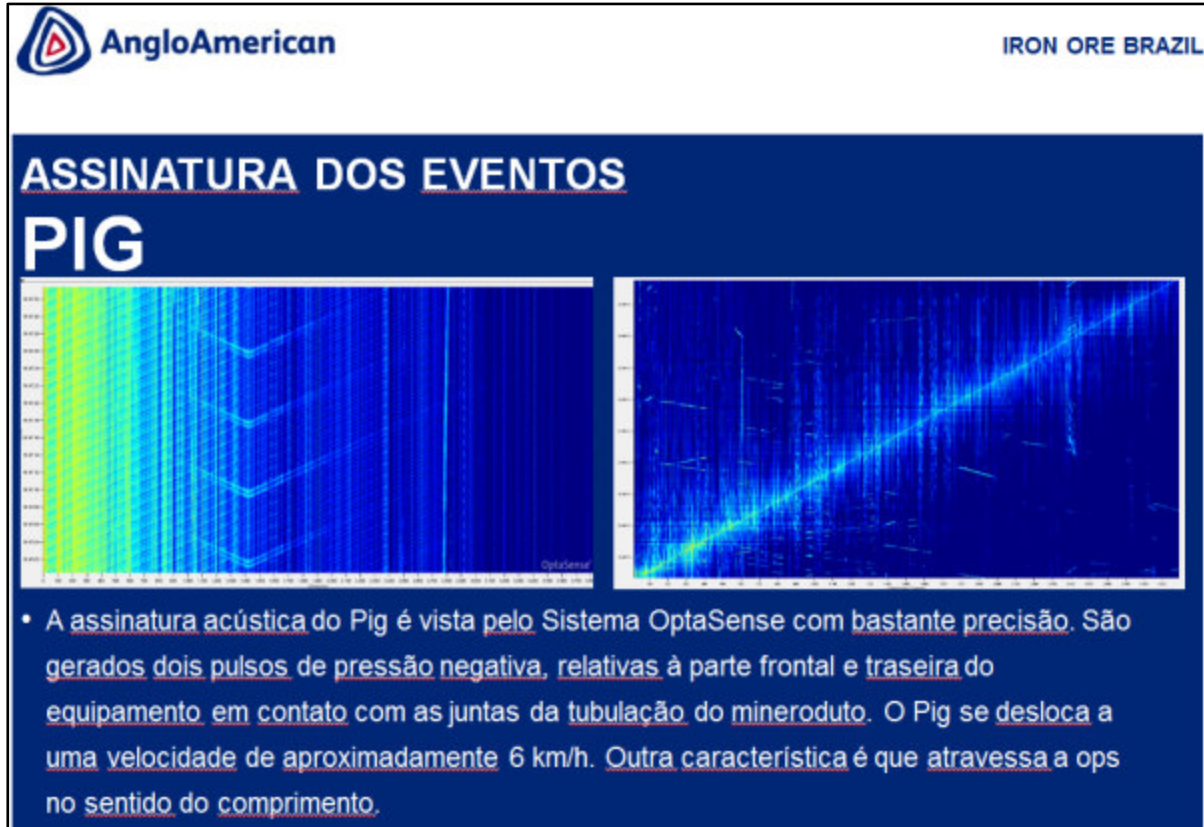 AngloAmerican
IRON ORE BRAZIL
ASSINATURA DOS EVENTOS
PIG
OptaSense
• A assinatura acústica do Pig é vista pelo Sistema OptaSense com bastante precisão. São
gerados dois pulsos de pressão negativa, relativas à parte frontal e traseira do
equipamento em contato com as juntas da tubulação do mineroduto. O Pig se desloca a
uma velocidade de aproximadamente 6 km/h. Outra característica é que atravessa a ops
no sentido do comprimento.